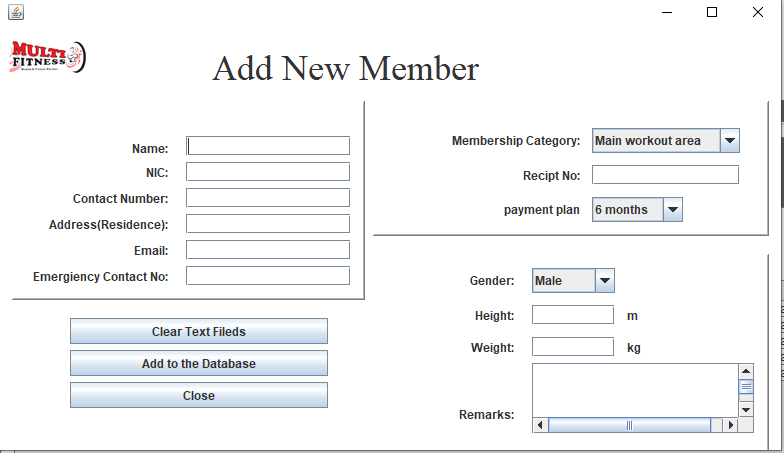 MULTI
FITNESS
Add New Member
Name:
NIC:
Contact Number:
Address(Residence):
Email:
Emergiency Contact No:
Clear Text Fileds
Add to the Database
Close
Membership Category: Main workout area
Recipt No:
payment plan 6 months
Gender: Male
Height: m
Weight: kg
Remarks: